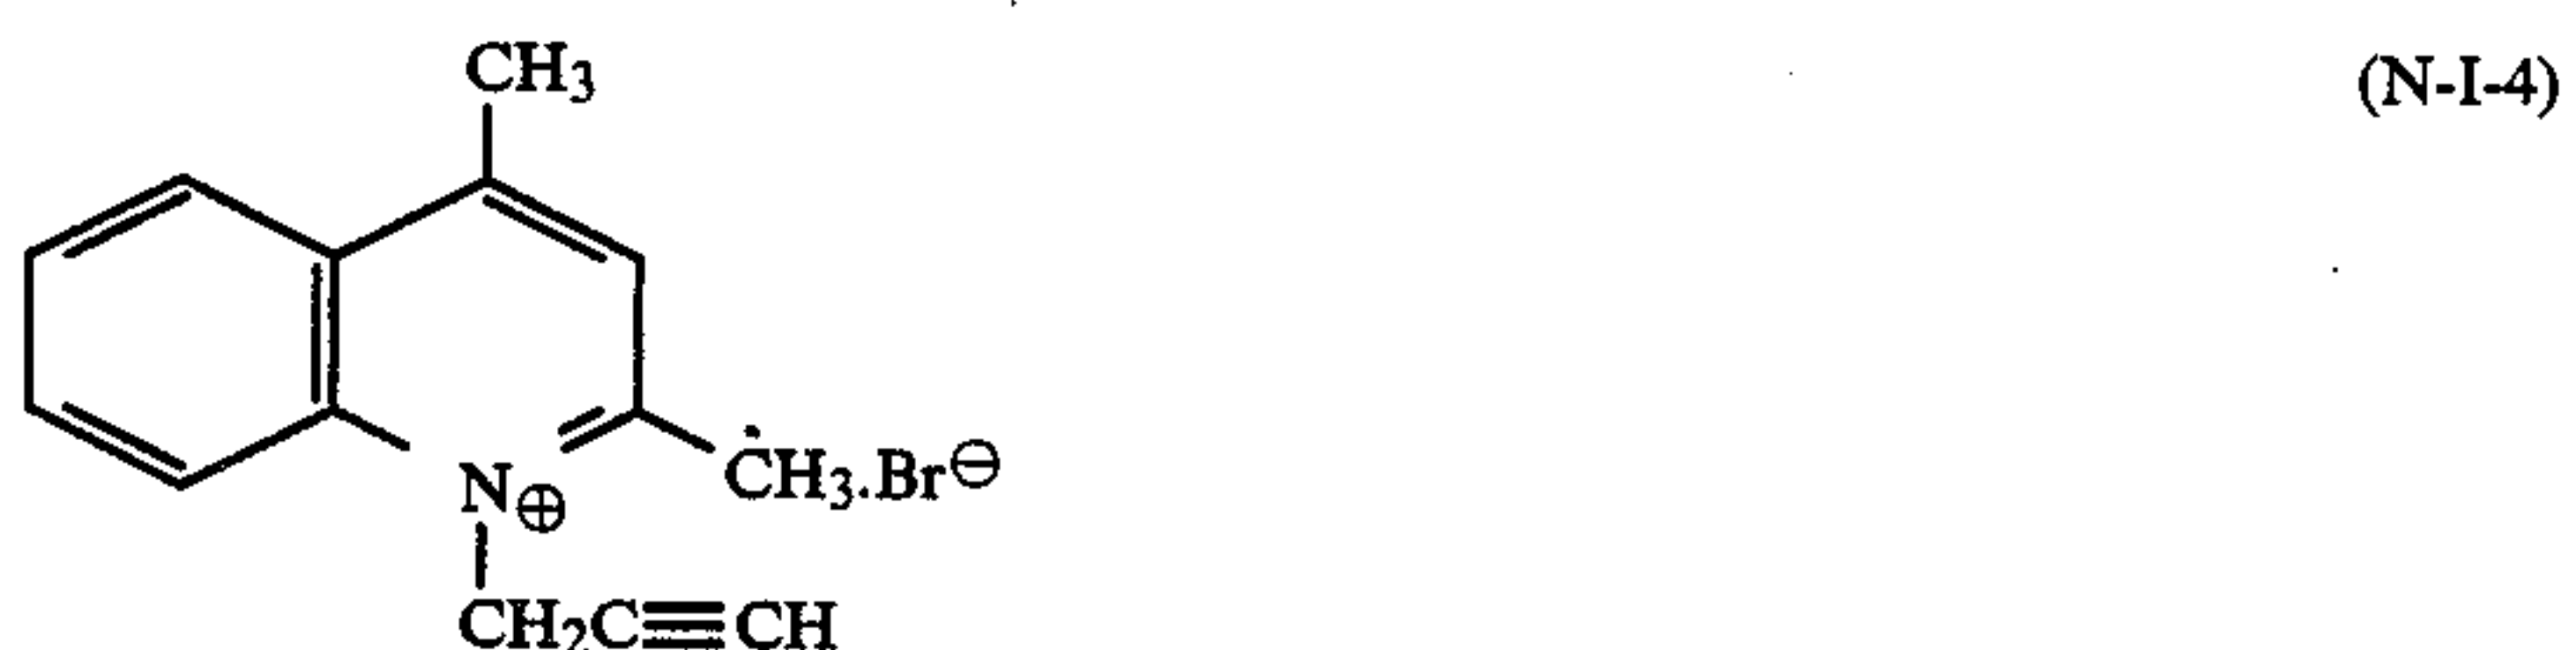 CH₃
(N-I-4)
CH₃.Br⊖
N⊕
CH₂C≡CH